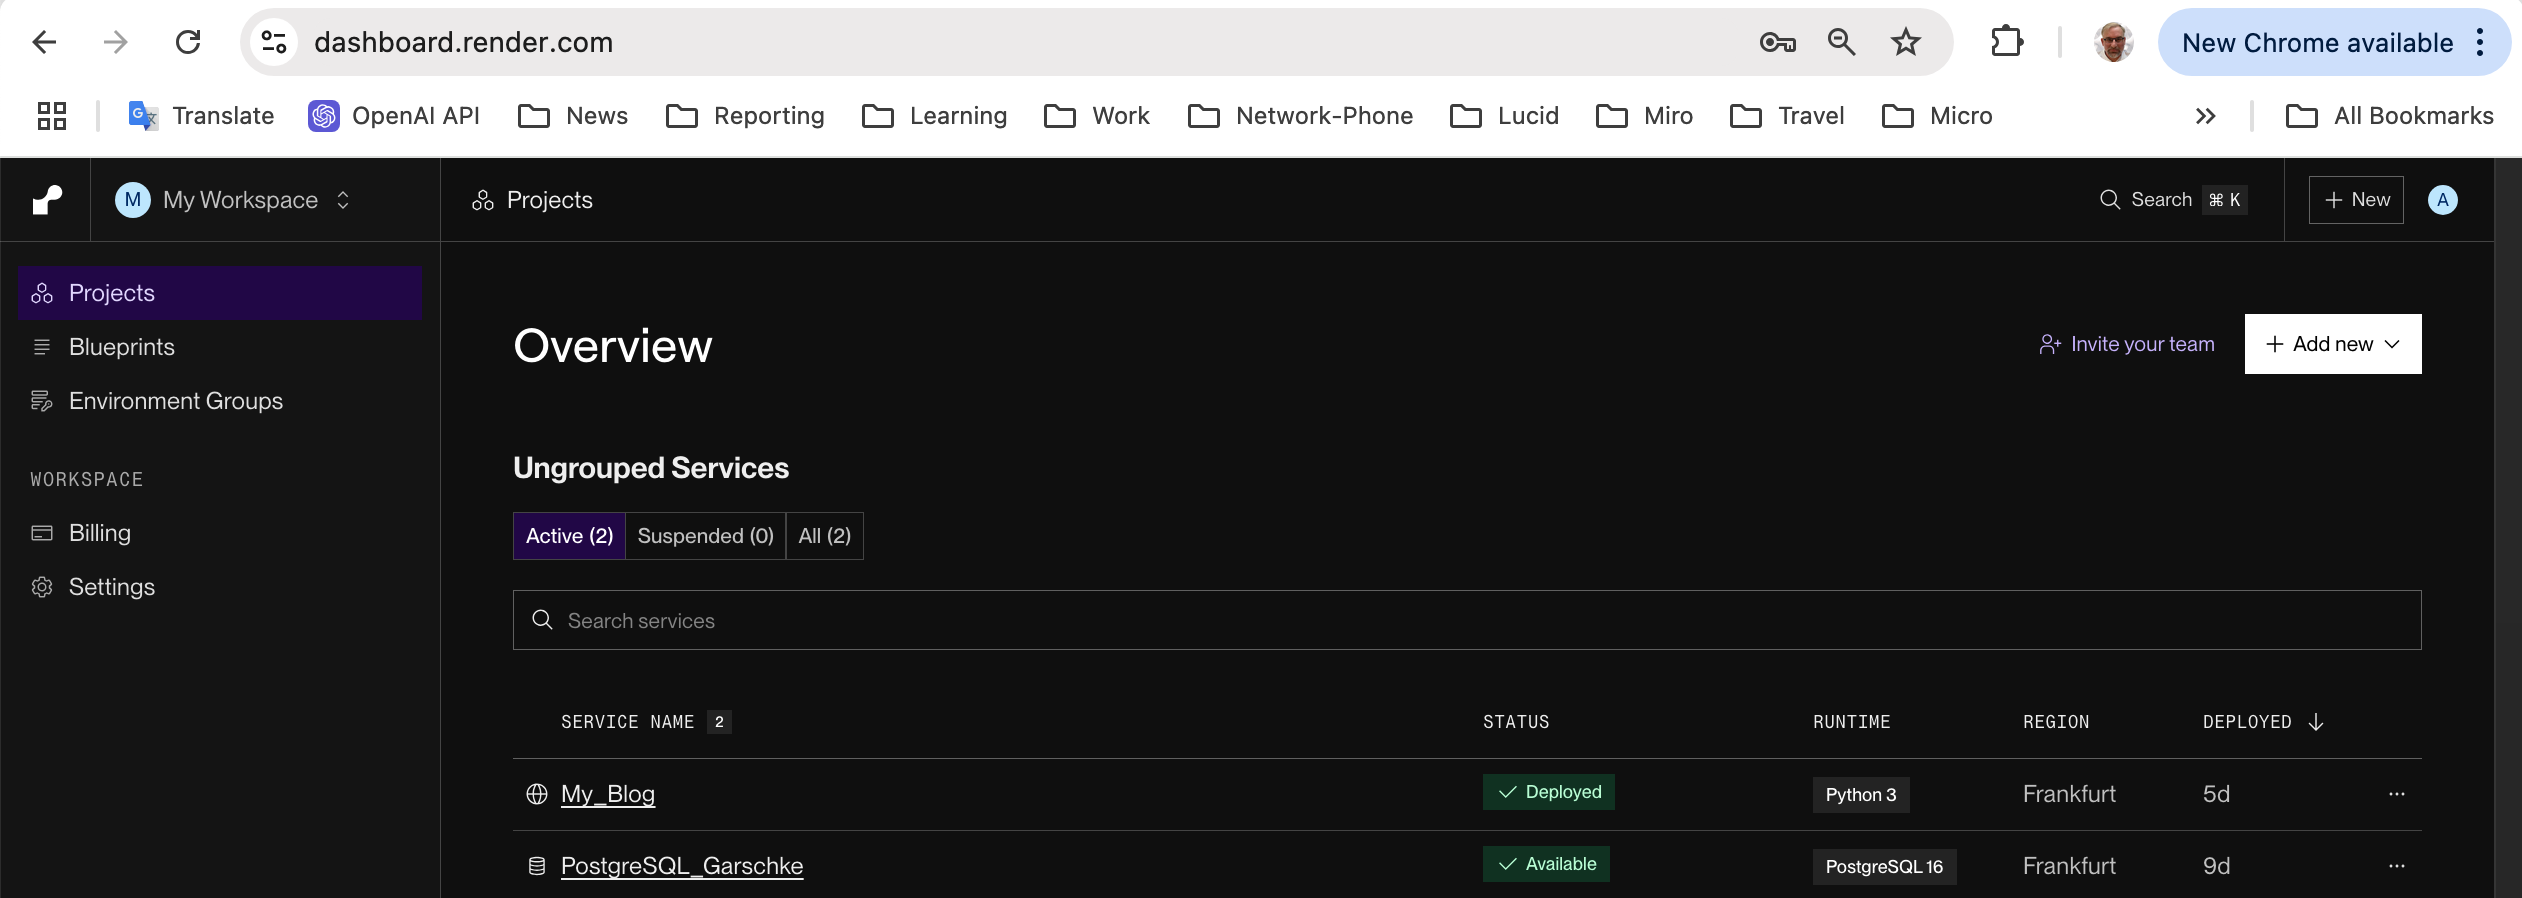 dashboard.render.com
New Chrome available
Translate OpenAI API News Reporting Learning Work Network-Phone Lucid Miro Travel Micro All Bookmarks
M My Workspace
Projects
Search ⌘ K
+ New
A
Projects
Blueprints
Environment Groups
WORKSPACE
Billing
Settings
Overview
Invite your team
+ Add new
Ungrouped Services
Active (2) Suspended (0) All (2)
Search services
SERVICE NAME 2 STATUS RUNTIME REGION DEPLOYED
My_Blog Deployed Python 3 Frankfurt 5d
PostgreSQL_Garschke Available PostgreSQL 16 Frankfurt 9d